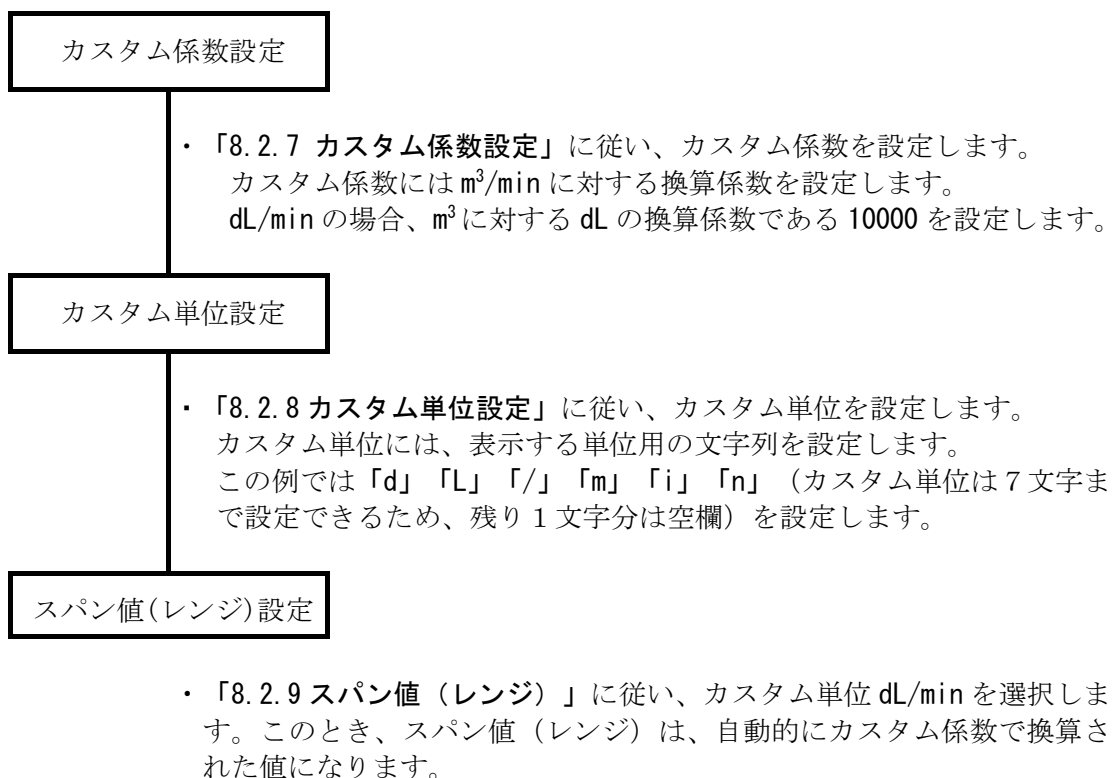 カスタム係数設定
・「8.2.7 カスタム係数設定」に従い、カスタム係数を設定します。
カスタム係数には m³/min に対する換算係数を設定します。
dL/min の場合、m³に対する dL の換算係数である 10000 を設定します。
カスタム単位設定
・「8.2.8 カスタム単位設定」に従い、カスタム単位を設定します。
カスタム単位には、表示する単位用の文字列を設定します。
この例では「d」「L」「/」「m」「i」「n」（カスタム単位は７文字ま
で設定できるため、残り１文字分は空欄）を設定します。
スパン値(レンジ)設定
・「8.2.9 スパン値（レンジ）」に従い、カスタム単位 dL/min を選択しま
す。このとき、スパン値（レンジ）は、自動的にカスタム係数で換算さ
れた値になります。